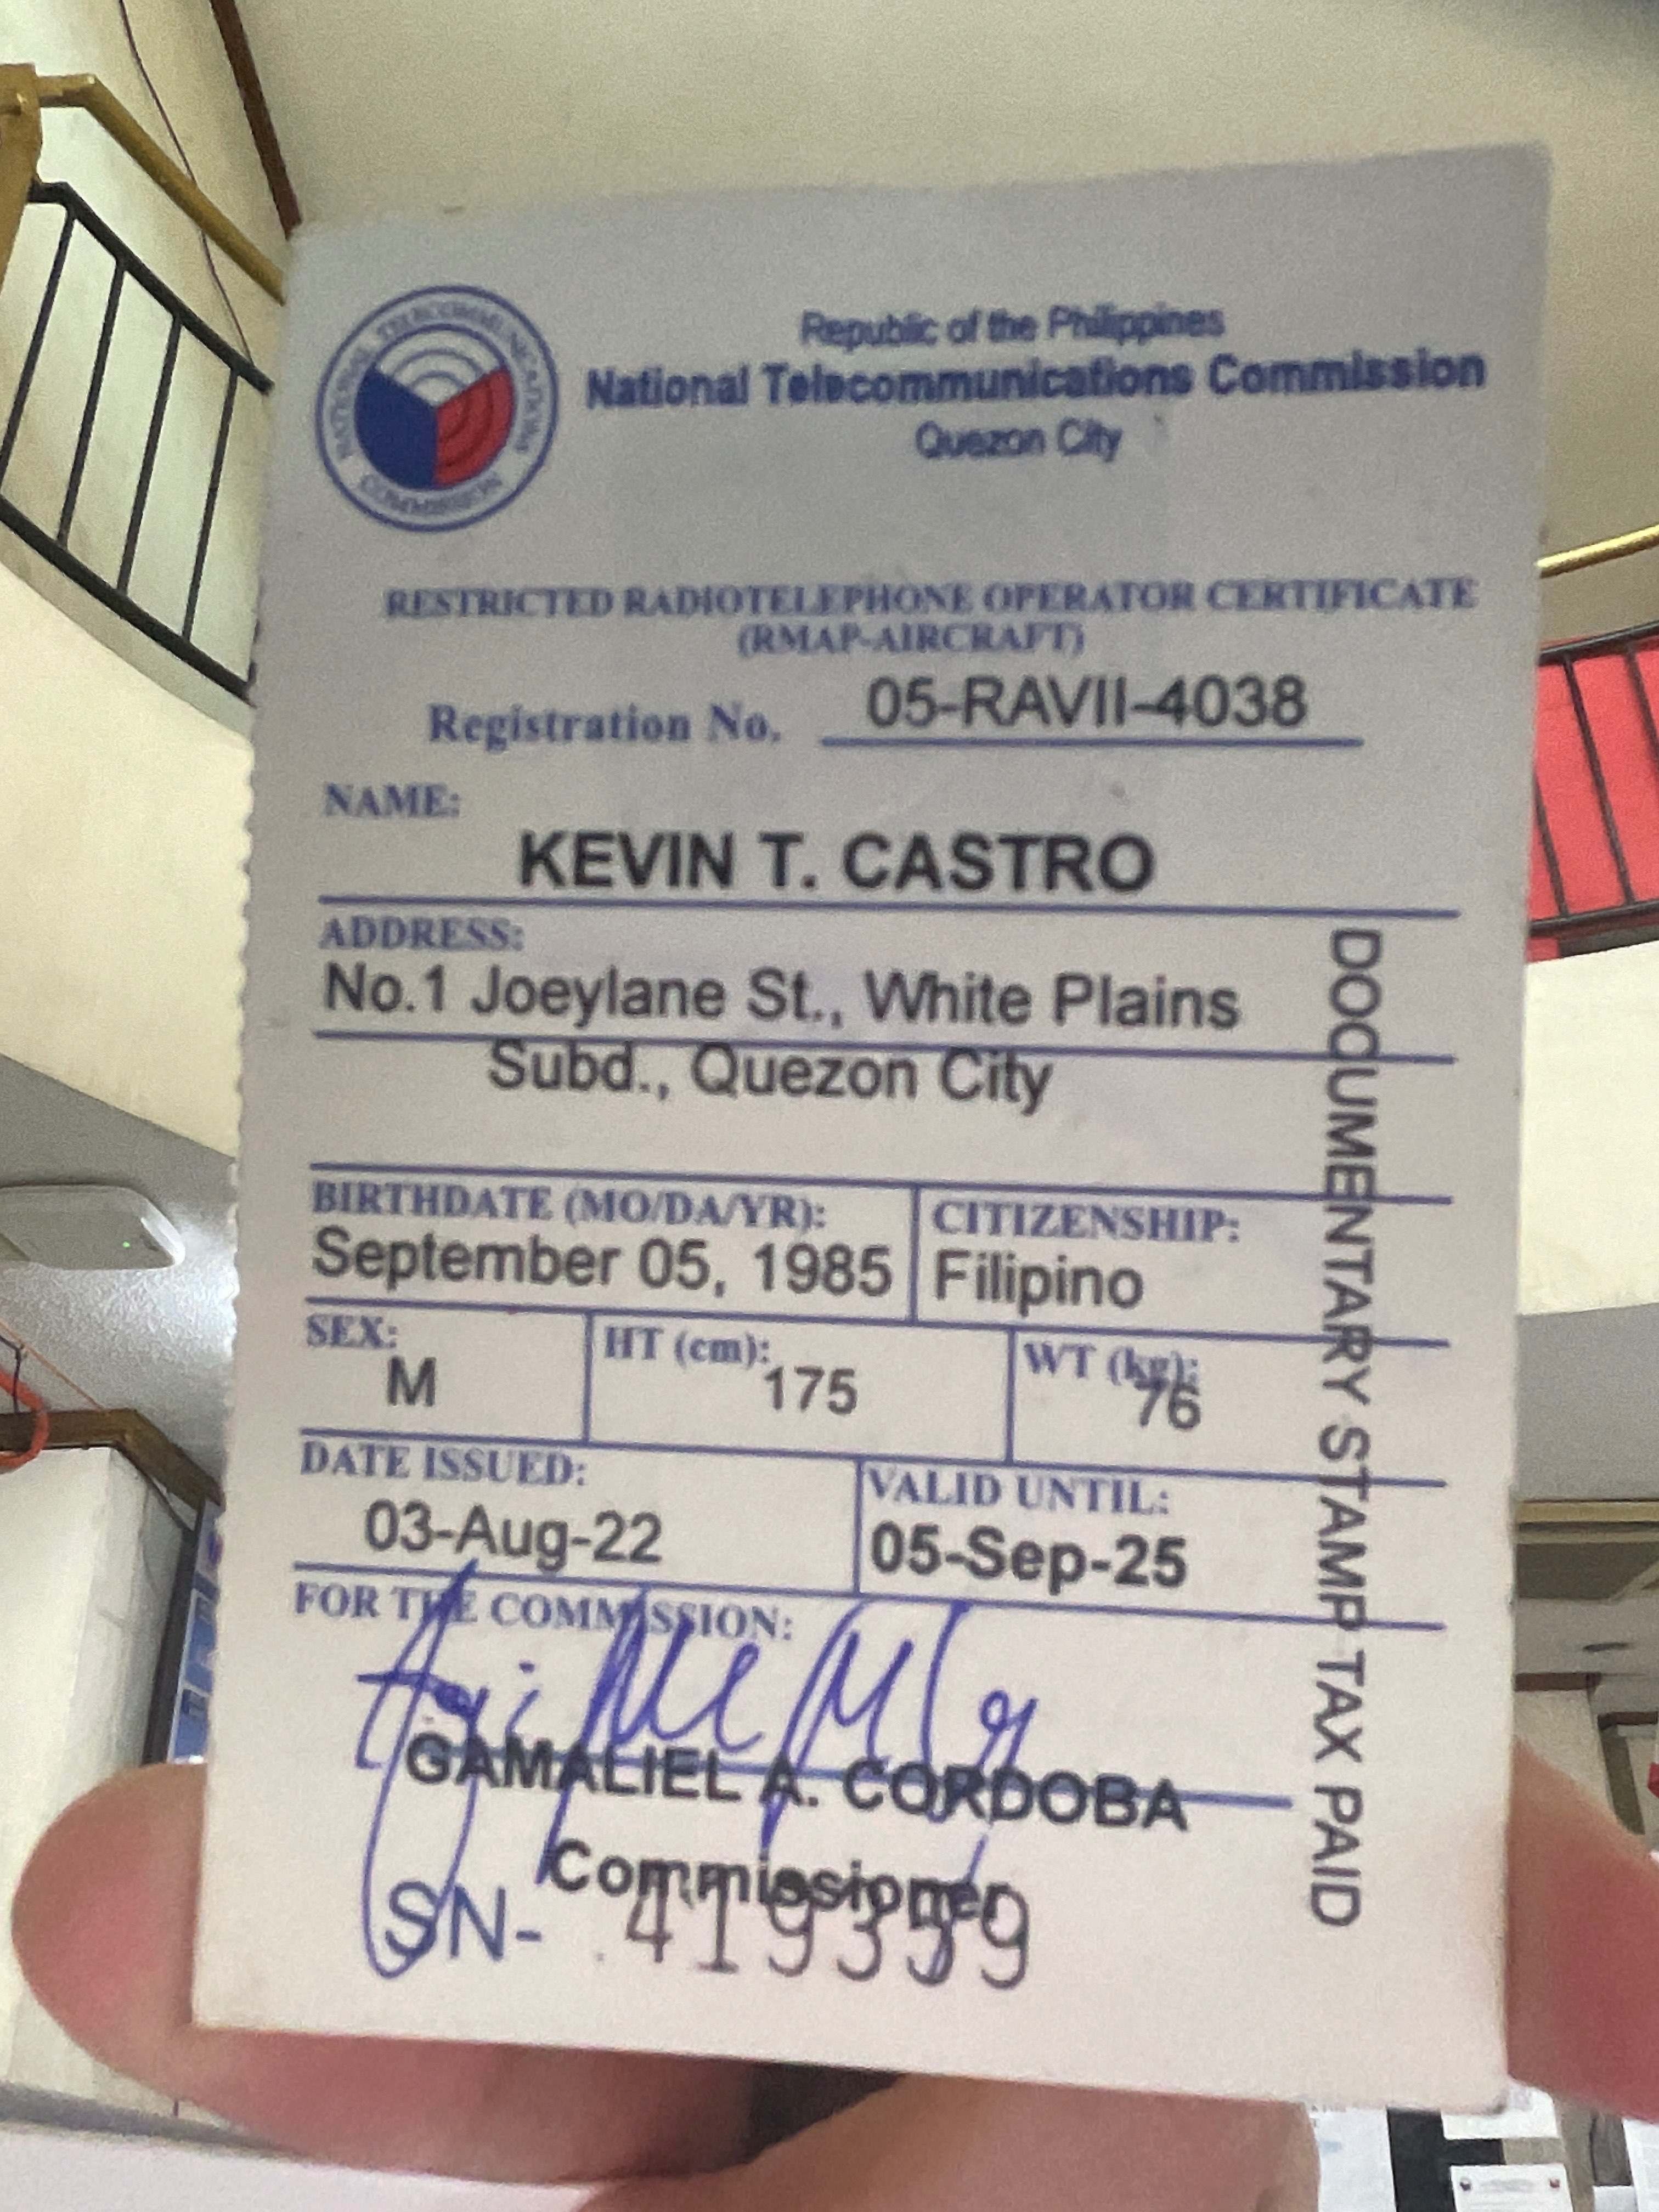 NATIONAL TELECOMMUNICATIONS COMMISSION
Republic of the Philippines
National Telecommunications Commission
Quezon City
RESTRICTED RADIOTELEPHONE OPERATOR CERTIFICATE
(RMAP-AIRCRAFT)
Registration No. 05-RAVII-4038
NAME:
KEVIN T. CASTRO
ADDRESS:
No.1 Joeylane St., White Plains
Subd., Quezon City
BIRTHDATE (MO/DA/YR): CITIZENSHIP:
September 05, 1985 Filipino
SEX: HT (cm): WT (kg):
M 175 76
DATE ISSUED: VALID UNTIL:
03-Aug-22 05-Sep-25
FOR THE COMMISSION:
GAMALIEL A. CORDOBA
Commissioner
SN- 419359
DOCUMENTARY STAMP TAX PAID